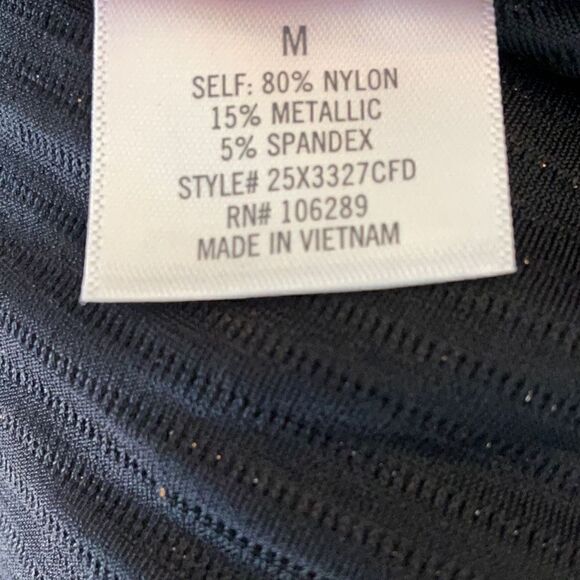 M
SELF: 80% NYLON
15% METALLIC
5% SPANDEX
STYLE# 25X3327CFD
RN# 106289
MADE IN VIETNAM